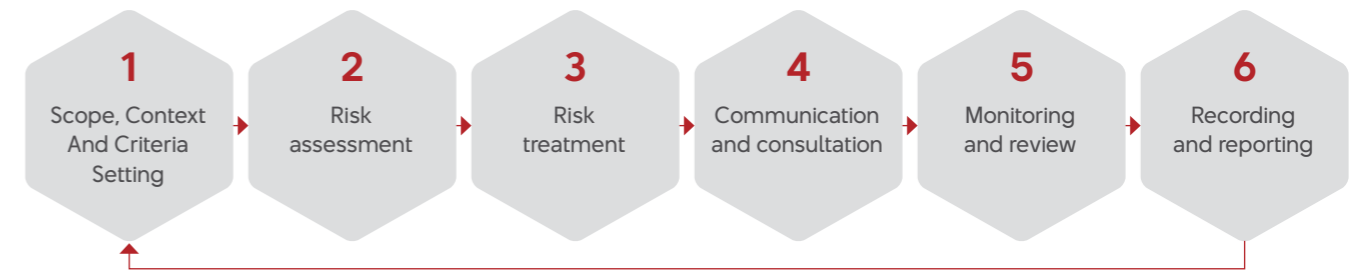 1
Scope, Context
And Criteria
Setting
2
Risk
assessment
3
Risk
treatment
4
Communication
and consultation
5
Monitoring
and review
6
Recording
and reporting